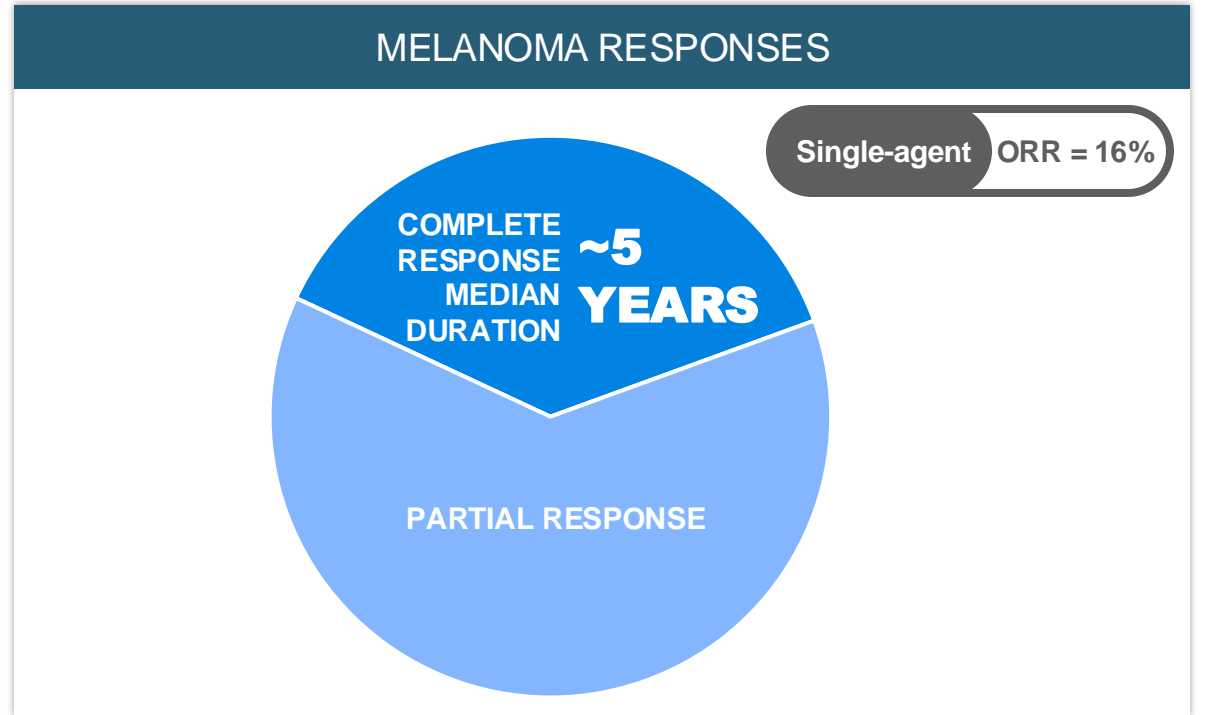 MELANOMA RESPONSES
Single-agent ORR = 16%
COMPLETE
RESPONSE
MEDIAN
DURATION
~5
YEARS
PARTIAL RESPONSE